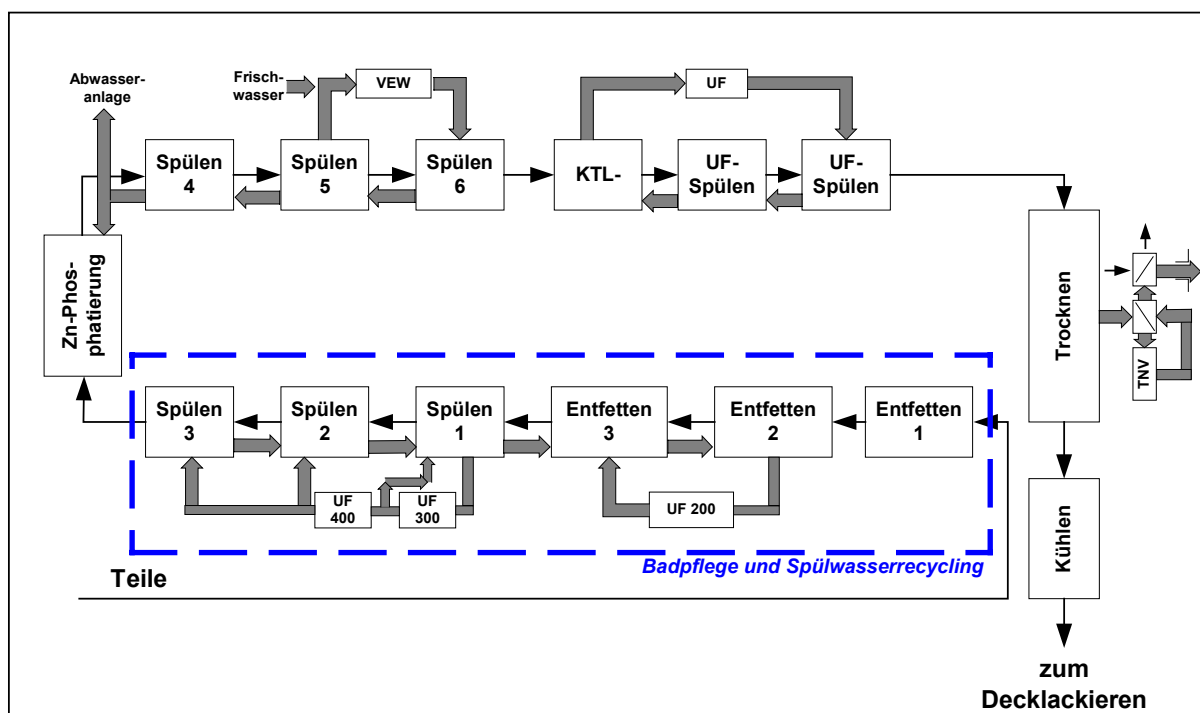 Abwasser-
anlage
Frisch-
wasser
VEW
UF
Spülen
4
Spülen
5
Spülen
6
KTL-
UF-
Spülen
UF-
Spülen
Zn-Phos-
phatierung
Trocknen
TNV
Spülen
3
Spülen
2
Spülen
1
Entfetten
3
Entfetten
2
Entfetten
1
UF
400
UF
300
UF 200
Badpflege und Spülwasserrecycling
Teile
Kühlen
zum
Decklackieren